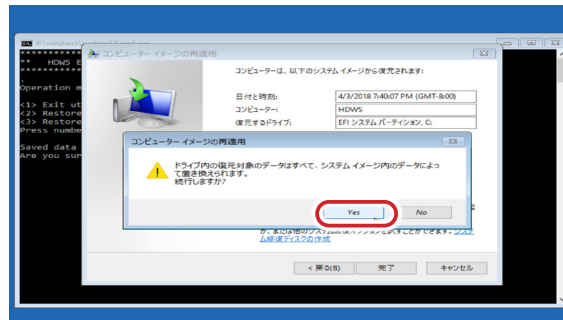 X:\windows\system32\cmd.exe
** HDWS E
Operation m
<1> Exit ut
<2> Restore
<3> Restore
Press numbe
Saved data
Are you sur
コンピューター イメージの再適用
コンピューターは、以下のシステム イメージから復元されます:
日付と時刻:
4/3/2018 7:40:07 PM (GMT-8:00)
コンピューター:
HDWS
復元するドライブ:
EFI システム パーティション, C:
コンピューター イメージの再適用
ドライブ内の復元対象のデータはすべて、システム イメージ内のデータによっ
て置き換えられます。
続行しますか?
Yes
No
ム修復ディスクの作成
< 戻る(B)
完了
キャンセル